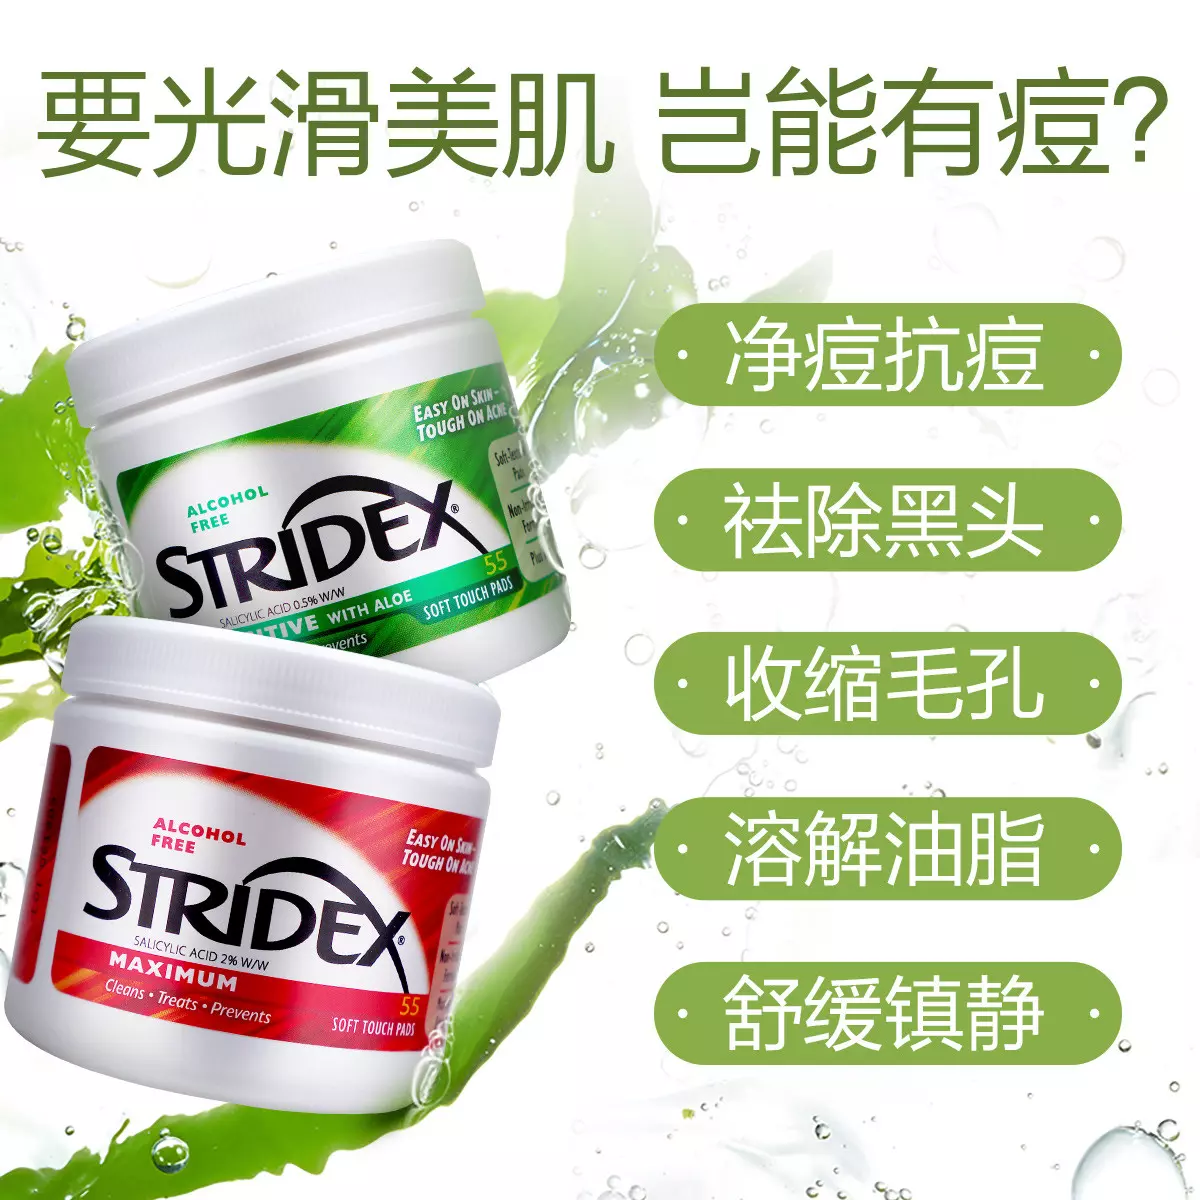 要光滑美肌 岂能有痘?
ALCOHOL
FREE
EASY ON SKIN –
TOUGH ON ACNE
STRIDEX®
SALICYLIC ACID 0.5% W/W
WITH ALOE
55
SOFT TOUCH PADS
ALCOHOL
FREE
EASY ON SKIN –
TOUGH ON ACNE
STRIDEX®
SALICYLIC ACID 2% W/W
MAXIMUM
Cleans • Treats • Prevents
55
SOFT TOUCH PADS
· 净痘抗痘 ·
· 祛除黑头 ·
· 收缩毛孔 ·
· 溶解油脂 ·
· 舒缓镇静 ·